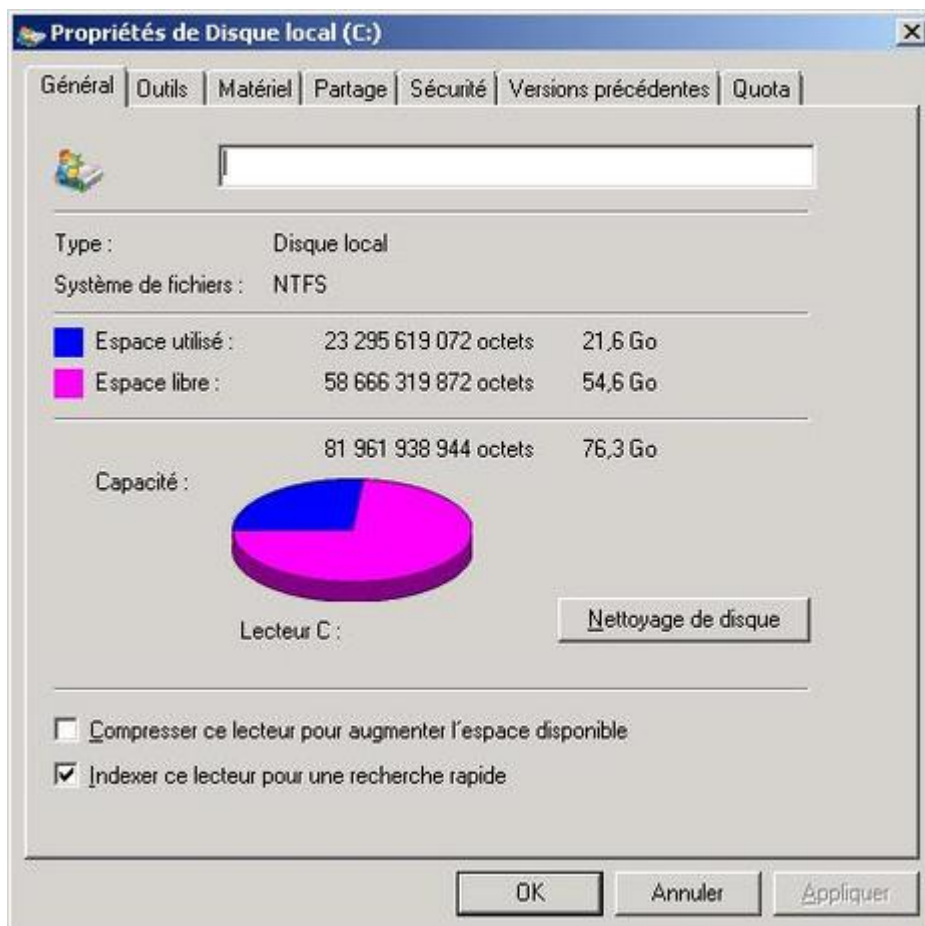 Propriétés de Disque local (C:)
Général Outils Matériel Partage Sécurité Versions précédentes Quota
Type : Disque local
Système de fichiers : NTFS
Espace utilisé : 23 295 619 072 octets 21,6 Go
Espace libre : 58 666 319 872 octets 54,6 Go
81 961 938 944 octets 76,3 Go
Capacité :
Lecteur C :
Nettoyage de disque
Compresser ce lecteur pour augmenter l'espace disponible
Indexer ce lecteur pour une recherche rapide
OK Annuler Appliquer